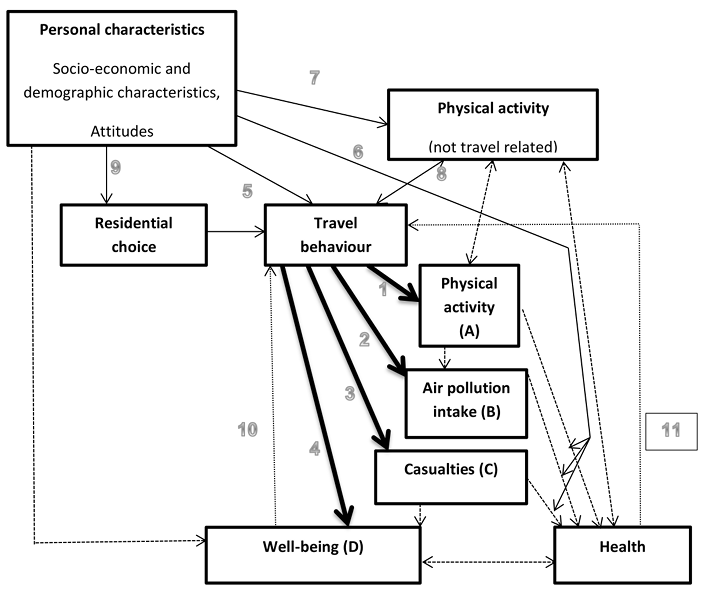 Personal characteristics
Socio-economic and
demographic characteristics,
Attitudes
7
Physical activity
(not travel related)
6
8
9
5
Residential
choice
Travel
behaviour
1
Physical
activity
(A)
2
Air pollution
intake (B)
3
10
11
4
Casualties (C)
Well-being (D)
Health